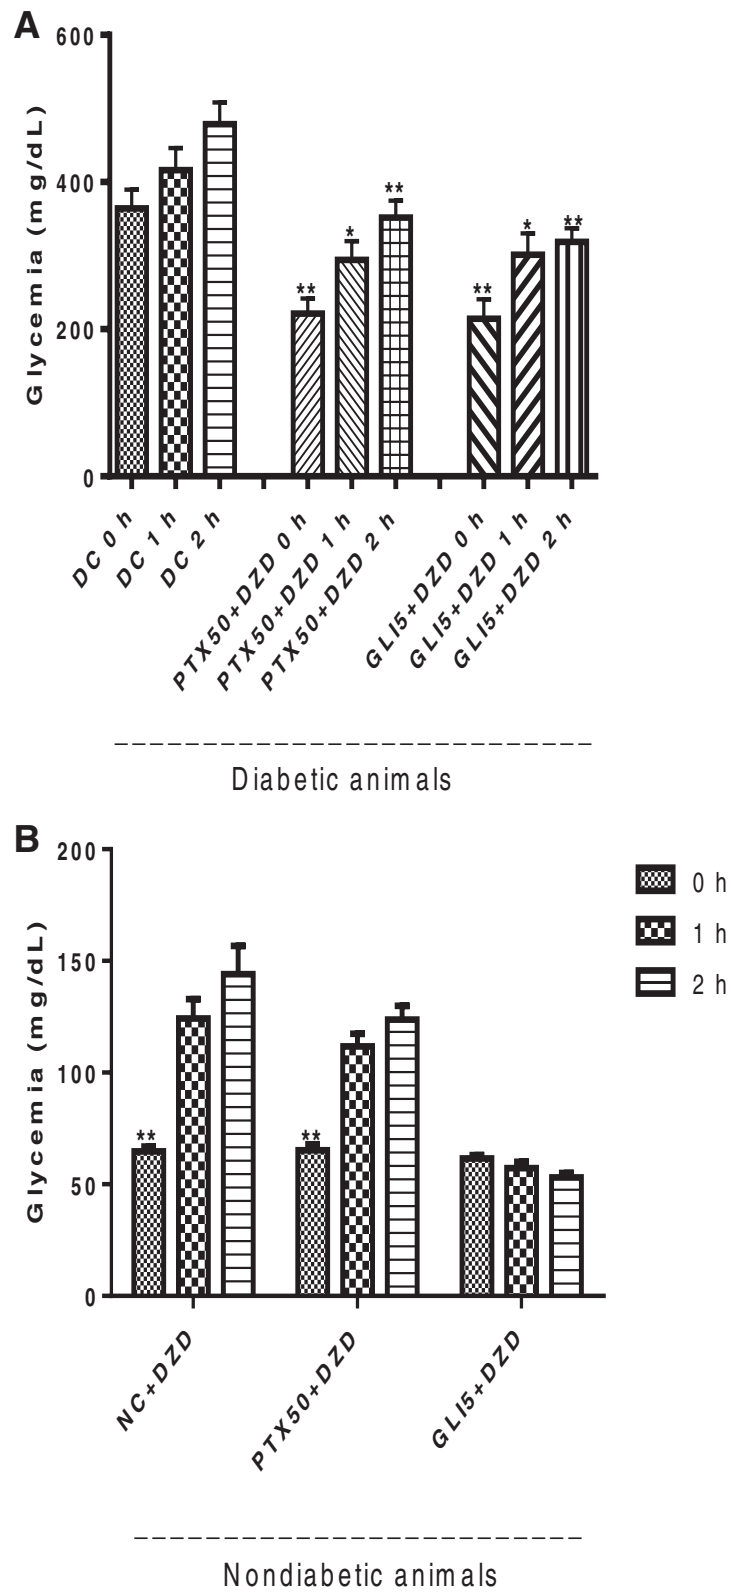 A
Glycemia (mg/dL)
600
400
200
0
**
*
**
**
*
**
DC 0 h
DC 1 h
DC 2 h
PTX50+DZD 0 h
PTX50+DZD 1 h
PTX50+DZD 2 h
GLI5+DZD 0 h
GLI5+DZD 1 h
GLI5+DZD 2 h
Diabetic animals
B
Glycemia (mg/dL)
200
150
100
50
0
**
**
0 h
1 h
2 h
NC+DZD
PTX50+DZD
GLI5+DZD
Nondiabetic animals